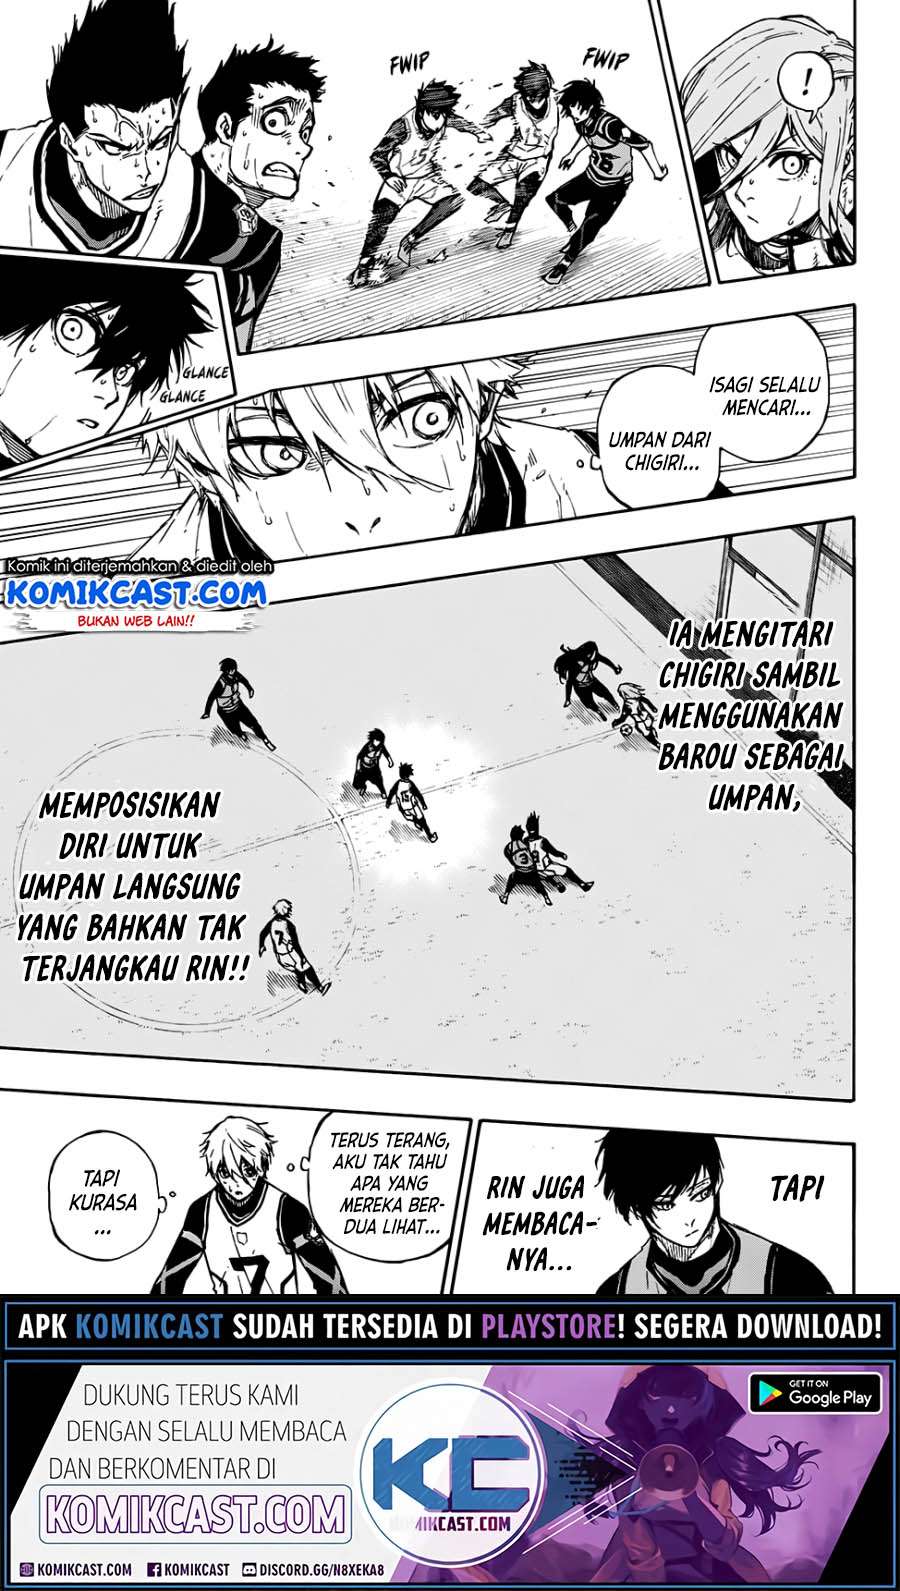 !
FWIP
FWIP
GLANCE
GLANCE
ISAGI SELALU
MENCARI...
UMPAN DARI
CHIGIRI...
Komik ini diterjemahkan & diedit oleh
KOMIKCAST.COM
BUKAN WEB LAIN!!
IA MENGITARI
CHIGIRI SAMBIL
MENGGUNAKAN
BAROU SEBAGAI
UMPAN,
MEMPOSISIKAN
DIRI UNTUK
UMPAN LANGSUNG
YANG BAHKAN TAK
TERJANGKAU RIN!!
TAPI
RIN JUGA
MEMBACA-
NYA...
TERUS TERANG,
AKU TAK TAHU
APA YANG
MEREKA BER-
DUA LIHAT...
TAPI
KURASA
...
7
APK KOMIKCAST SUDAH TERSEDIA DI PLAYSTORE! SEGERA DOWNLOAD!
DUKUNG TERUS KAMI
DENGAN SELALU MEMBACA
DAN BERKOMENTAR DI
KOMIKCAST.COM
KOMIKCAST.COM KOMIKCAST DISCORD.GG/N8XEKA8
KC
KOMIKCAST.COM
GET IT ON
Google Play